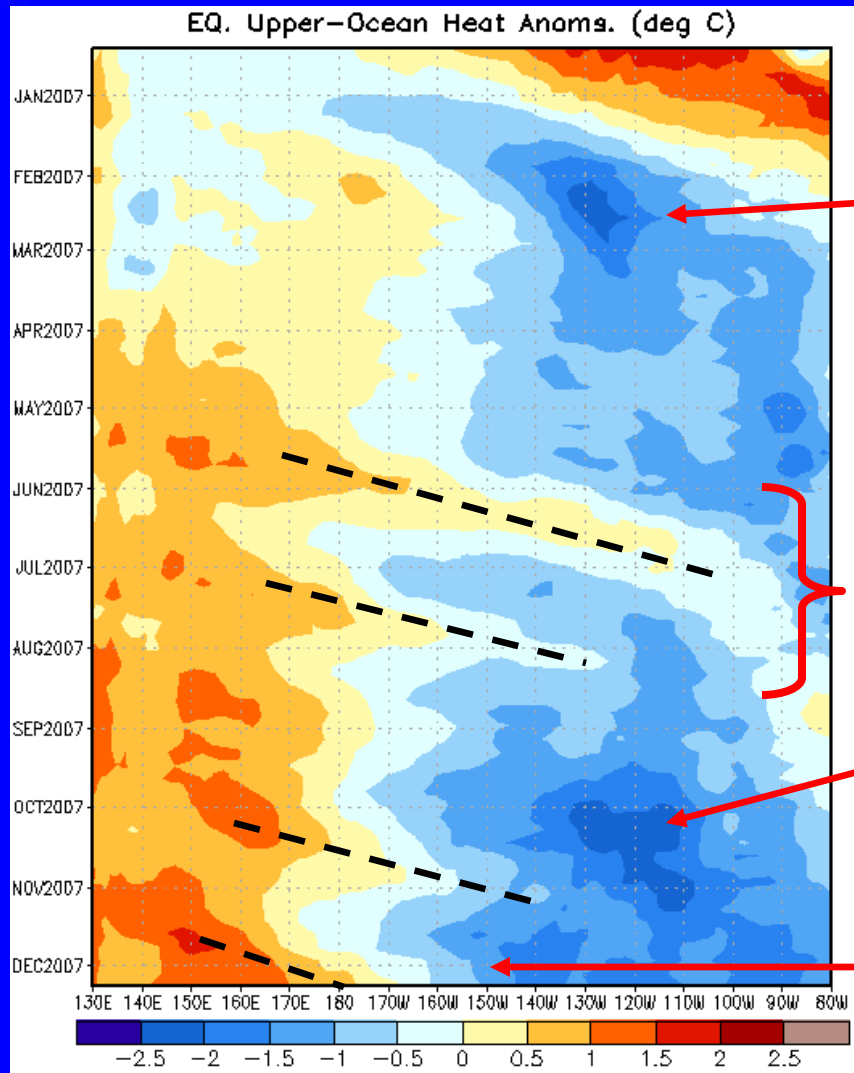 EQ. Upper-Ocean Heat Anoms. (deg C)
JAN2007
FEB2007
MAR2007
APR2007
MAY2007
JUN2007
JUL2007
AUG2007
SEP2007
OCT2007
NOV2007
DEC2007
130E 140E 150E 160E 170E 180 170W 160W 150W 140W 130W 120W 110W 100W 90W 80W
-2.5 -2 -1.5 -1 -0.5 0 0.5 1 1.5 2 2.5